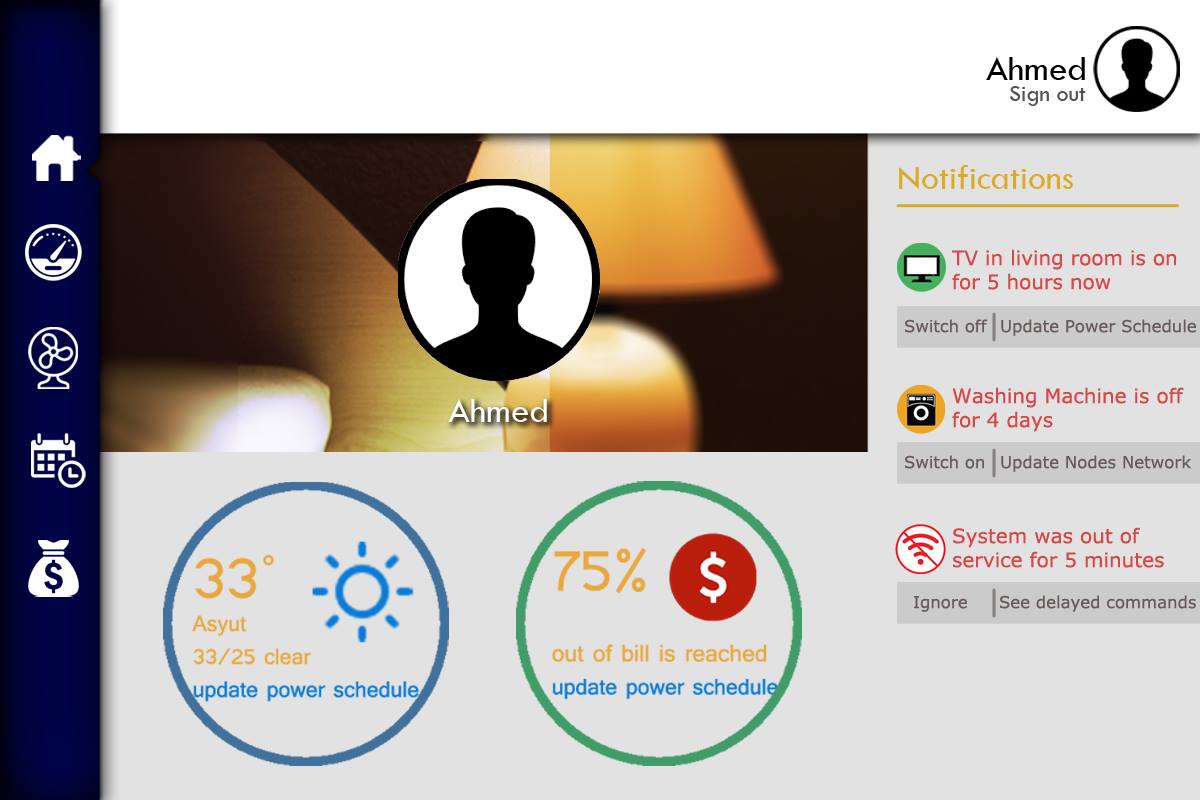 Ahmed
Sign out
Ahmed
33°
Asyut
33/25 clear
update power schedule
75%
$
out of bill is reached
update power schedule
Notifications
TV in living room is on
for 5 hours now
Switch off | Update Power Schedule
Washing Machine is off
for 4 days
Switch on | Update Nodes Network
System was out of
service for 5 minutes
Ignore | See delayed commands
$